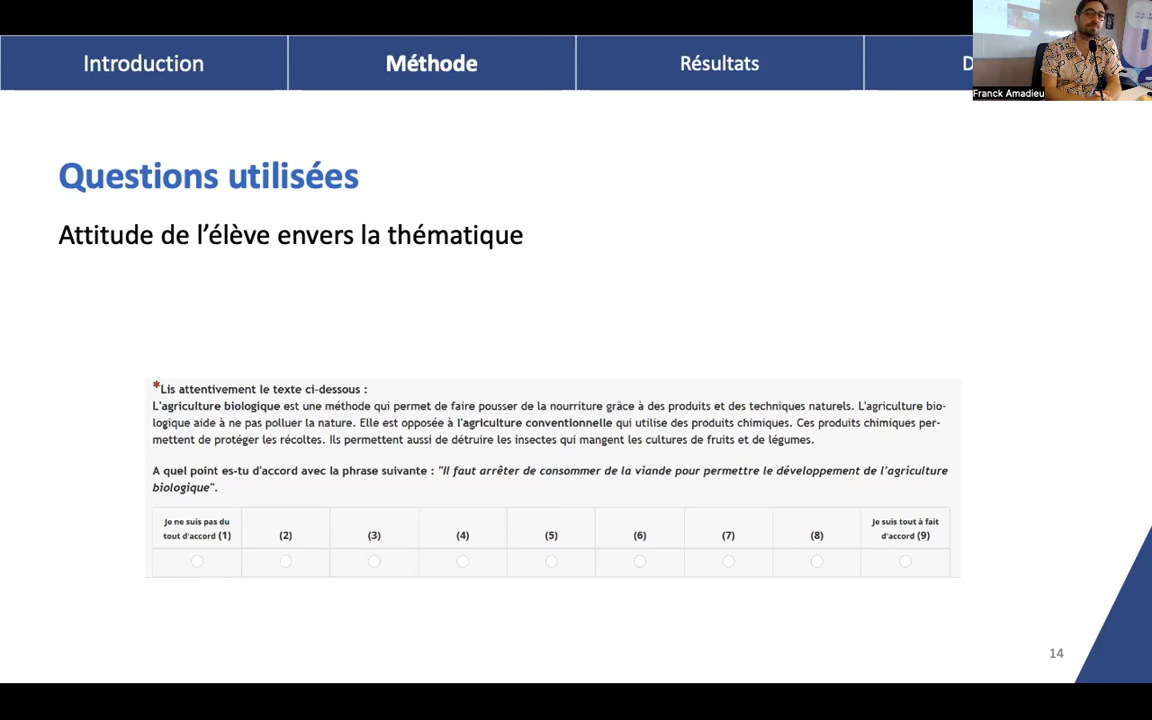 Introduction
Méthode
Résultats
D
Franck Amadieu
Questions utilisées
Attitude de l’élève envers la thématique
*Lis attentivement le texte ci-dessous :
L'agriculture biologique est une méthode qui permet de faire pousser de la nourriture grâce à des produits et des techniques naturels. L'agriculture bio-
logique aide à ne pas polluer la nature. Elle est opposée à l'agriculture conventionnelle qui utilise des produits chimiques. Ces produits chimiques per-
mettent de protéger les récoltes. Ils permettent aussi de détruire les insectes qui mangent les cultures de fruits et de légumes.
A quel point es-tu d'accord avec la phrase suivante : "Il faut arrêter de consommer de la viande pour permettre le développement de l'agriculture
biologique".
Je ne suis pas du
tout d'accord (1)
(2)
(3)
(4)
(5)
(6)
(7)
(8)
Je suis tout à fait
d'accord (9)
14